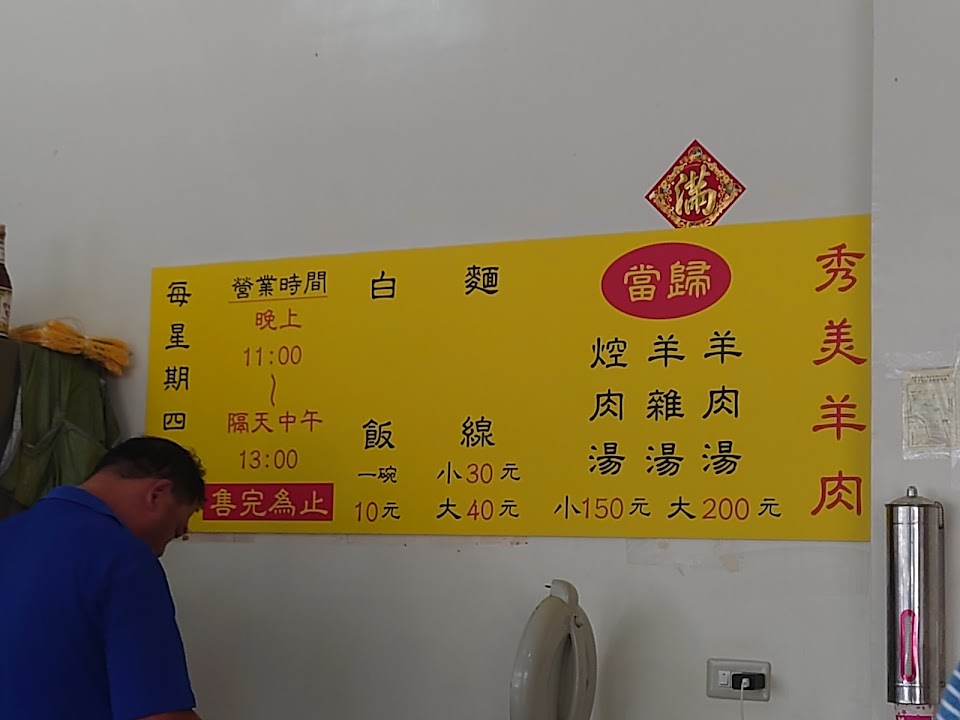 滿
秀美羊肉
當歸
羊肉湯
羊雜湯
焢肉湯
小150元 大200元
麵線
小30元
大40元
白飯
一碗
10元
營業時間
晚上
11:00
~
隔天中午
13:00
售完為止
每星期四